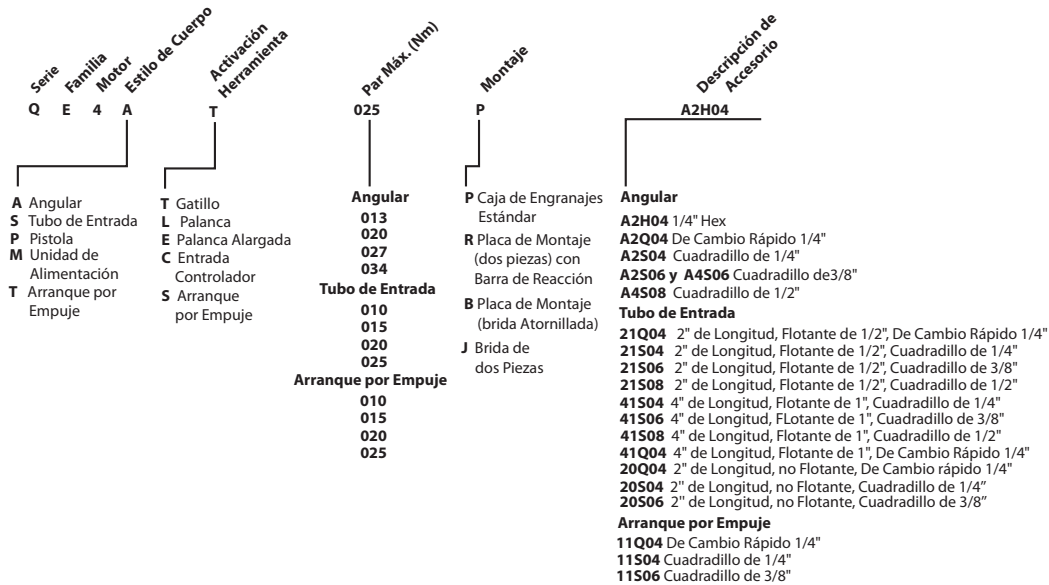 Serie
Familia
Motor
Estilo de Cuerpo
Activación
Herramienta
Par Máx. (Nm)
Montaje
Descripción de
Accesorio
Q E 4 A T 025 P A2H04
A Angular
S Tubo de Entrada
P Pistola
M Unidad de
Alimentación
T Arranque por
Empuje
T Gatillo
L Palanca
E Palanca Alargada
C Entrada
Controlador
S Arranque
por Empuje
Angular
013
020
027
034
Tubo de Entrada
010
015
020
025
Arranque por Empuje
010
015
020
025
P Caja de Engranajes
Estándar
R Placa de Montaje
(dos piezas) con
Barra de Reacción
B Placa de Montaje
(brida Atornillada)
J Brida de
dos Piezas
Angular
A2H04 1/4" Hex
A2Q04 De Cambio Rápido 1/4"
A2S04 Cuadradillo de 1/4"
A2S06 y A4S06 Cuadradillo de3/8"
A4S08 Cuadradillo de 1/2"
Tubo de Entrada
21Q04 2" de Longitud, Flotante de 1/2", De Cambio Rápido 1/4"
21S04 2" de Longitud, Flotante de 1/2", Cuadradillo de 1/4"
21S06 2" de Longitud, Flotante de 1/2", Cuadradillo de 3/8"
21S08 2" de Longitud, Flotante de 1/2", Cuadradillo de 1/2"
41S04 4" de Longitud, Flotante de 1", Cuadradillo de 1/4"
41S06 4" de Longitud, FLotante de 1", Cuadradillo de 3/8"
41S08 4" de Longitud, Flotante de 1", Cuadradillo de 1/2"
41Q04 4" de Longitud, Flotante de 1", De Cambio Rápido 1/4"
20Q04 2" de Longitud, no Flotante, De Cambio rápido 1/4"
20S04 2" de Longitud, no Flotante, Cuadradillo de 1/4”
20S06 2" de Longitud, no Flotante, Cuadradillo de 3/8”
Arranque por Empuje
11Q04 De Cambio Rápido 1/4"
11S04 Cuadradillo de 1/4"
11S06 Cuadradillo de 3/8"